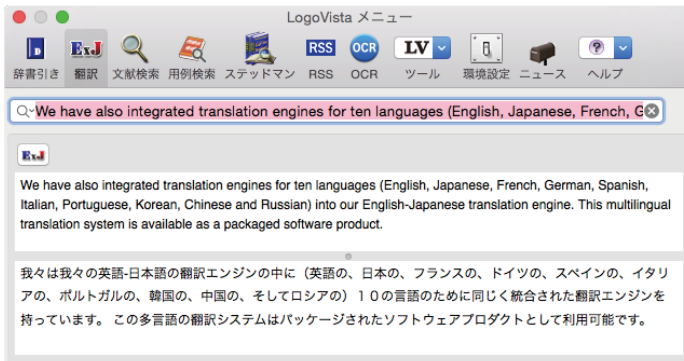 LogoVista メニュー
ExJ RSS OCR LV ?
辞書引き 翻訳 文献検索 用例検索 ステッドマン RSS OCR ツール 環境設定 ニュース ヘルプ
We have also integrated translation engines for ten languages (English, Japanese, French, G
ExJ
We have also integrated translation engines for ten languages (English, Japanese, French, German, Spanish,
Italian, Portuguese, Korean, Chinese and Russian) into our English-Japanese translation engine. This multilingual
translation system is available as a packaged software product.
我々は我々の英語-日本語の翻訳エンジンの中に（英語の、日本の、フランスの、ドイツの、スペインの、イタリ
アの、ポルトガルの、韓国の、中国の、そしてロシアの）１０の言語のために同じく統合された翻訳エンジンを
持っています。 この多言語の翻訳システムはパッケージされたソフトウェアプロダクトとして利用可能です。